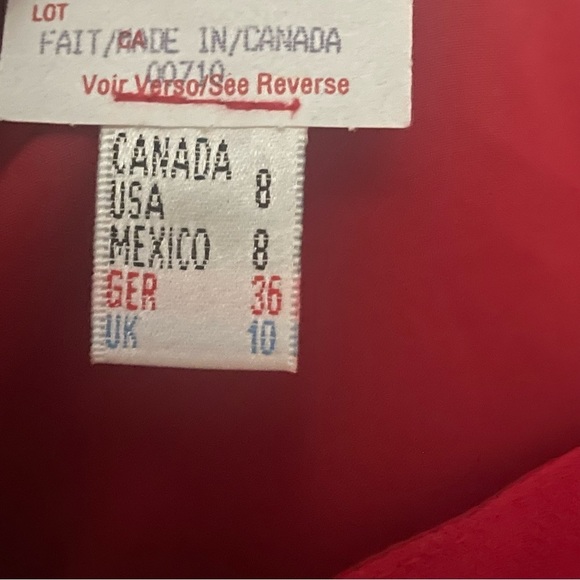 LOT
FAIT/MADE IN/CANADA
CA 00710
Voir Verso/See Reverse
CANADA
USA 8
MEXICO 8
GER 36
UK 10